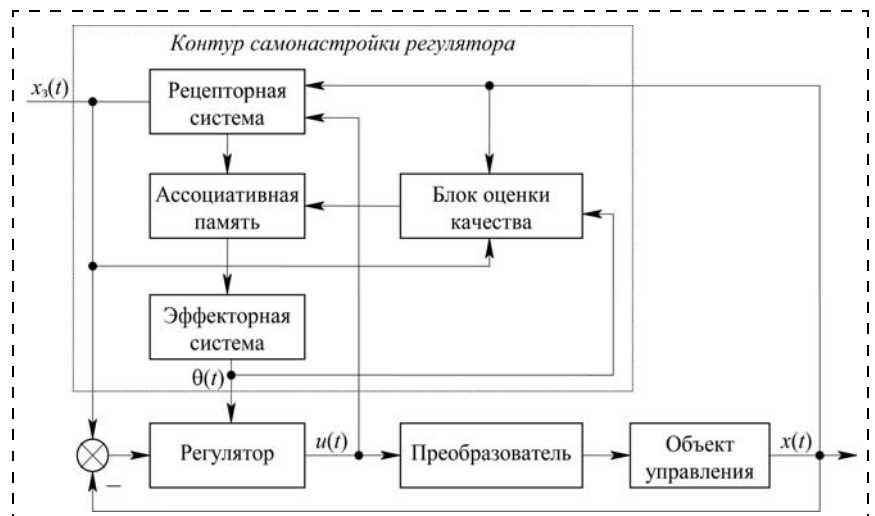 Контур самонастройки регулятора
xз(t)
Рецепторная
система
Ассоциативная
память
Блок оценки
качества
Эффекторная
система
θ(t)
Регулятор
u(t)
Преобразователь
Объект
управления
x(t)
–